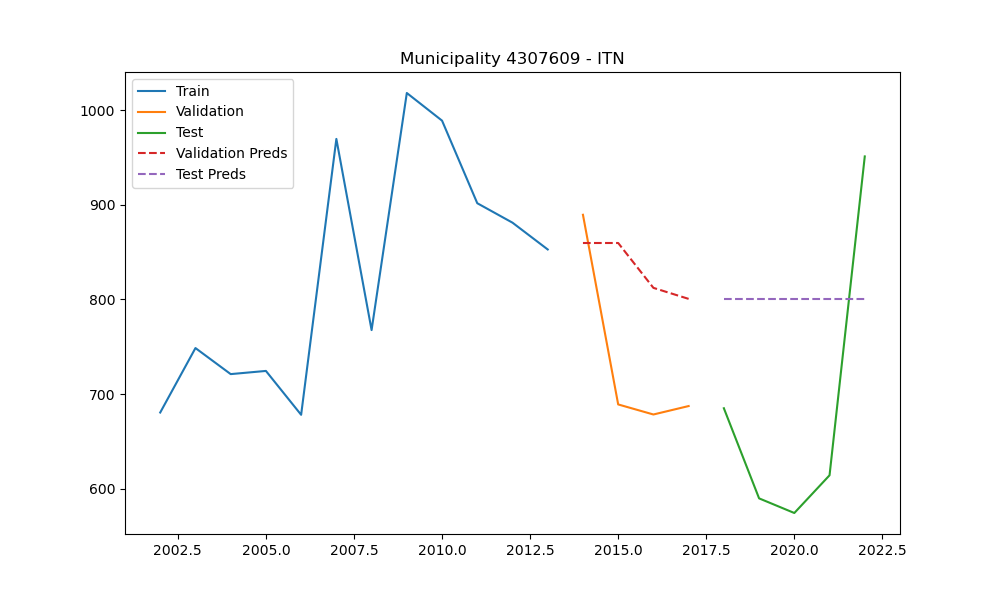 Municipality 4307609 - ITN
Train
Validation
Test
Validation Preds
Test Preds
1000
900
800
700
600
2002.5 2005.0 2007.5 2010.0 2012.5 2015.0 2017.5 2020.0 2022.5